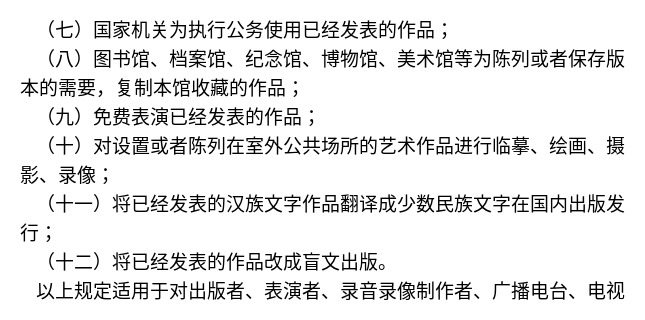 （七）国家机关为执行公务使用已经发表的作品；
（八）图书馆、档案馆、纪念馆、博物馆、美术馆等为陈列或者保存版
本的需要，复制本馆收藏的作品；
（九）免费表演已经发表的作品；
（十）对设置或者陈列在室外公共场所的艺术作品进行临摹、绘画、摄
影、录像；
（十一）将已经发表的汉族文字作品翻译成少数民族文字在国内出版发
行；
（十二）将已经发表的作品改成盲文出版。
以上规定适用于对出版者、表演者、录音录像制作者、广播电台、电视